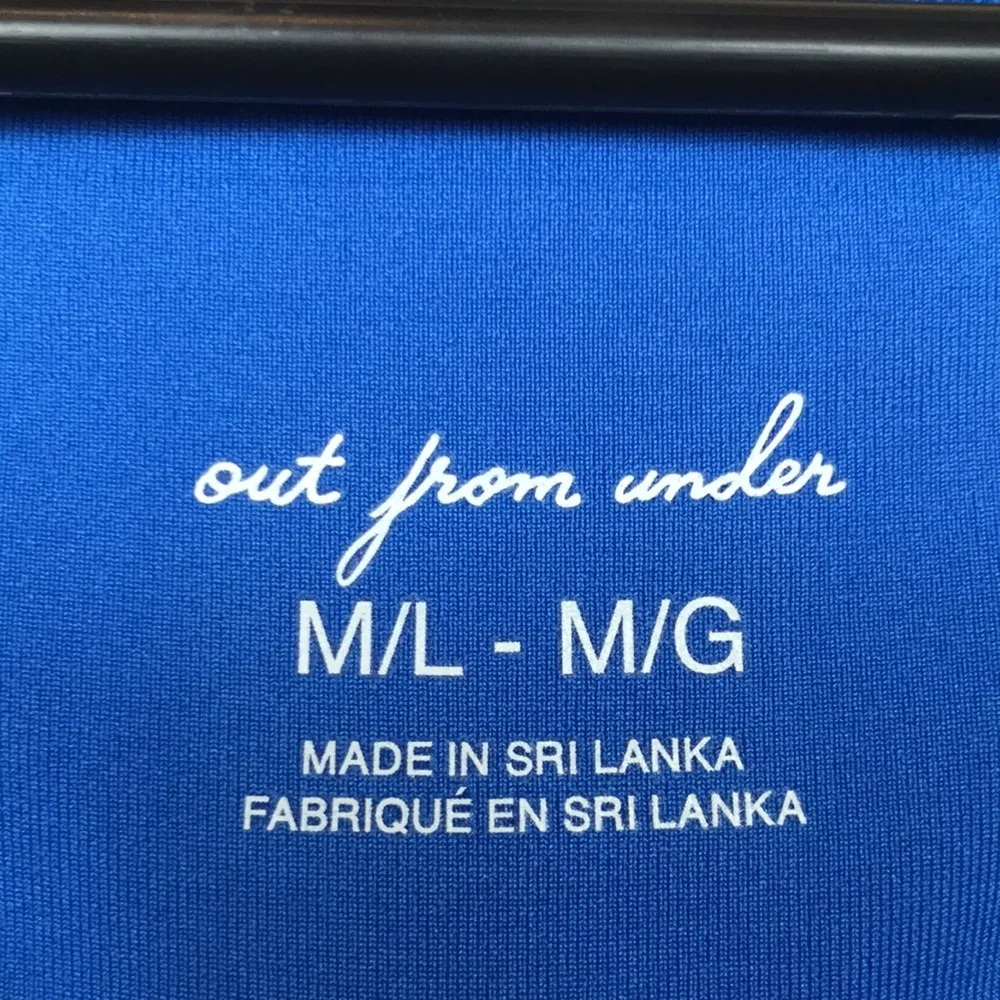 out from under
M/L - M/G
MADE IN SRI LANKA
FABRIQUÉ EN SRI LANKA